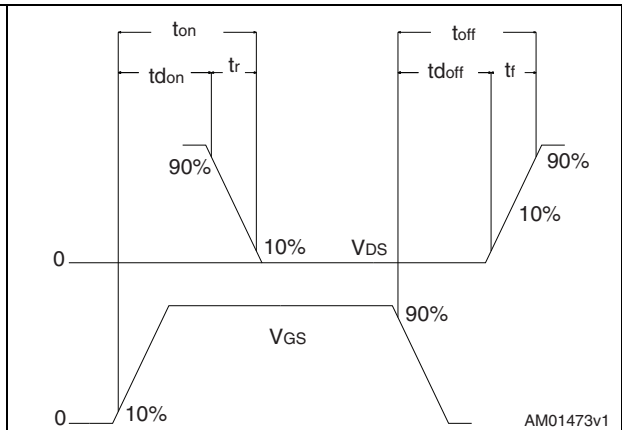 ton toff
tdon tr tdoff tf
90% 90%
10%
10% VDS
0
90%
VGS
10%
0 AM01473v1